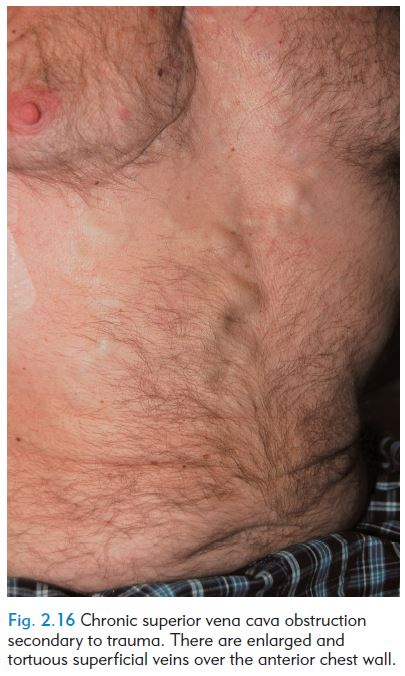 Fig. 2.16 Chronic superior vena cava obstruction
secondary to trauma. There are enlarged and
tortuous superficial veins over the anterior chest wall.